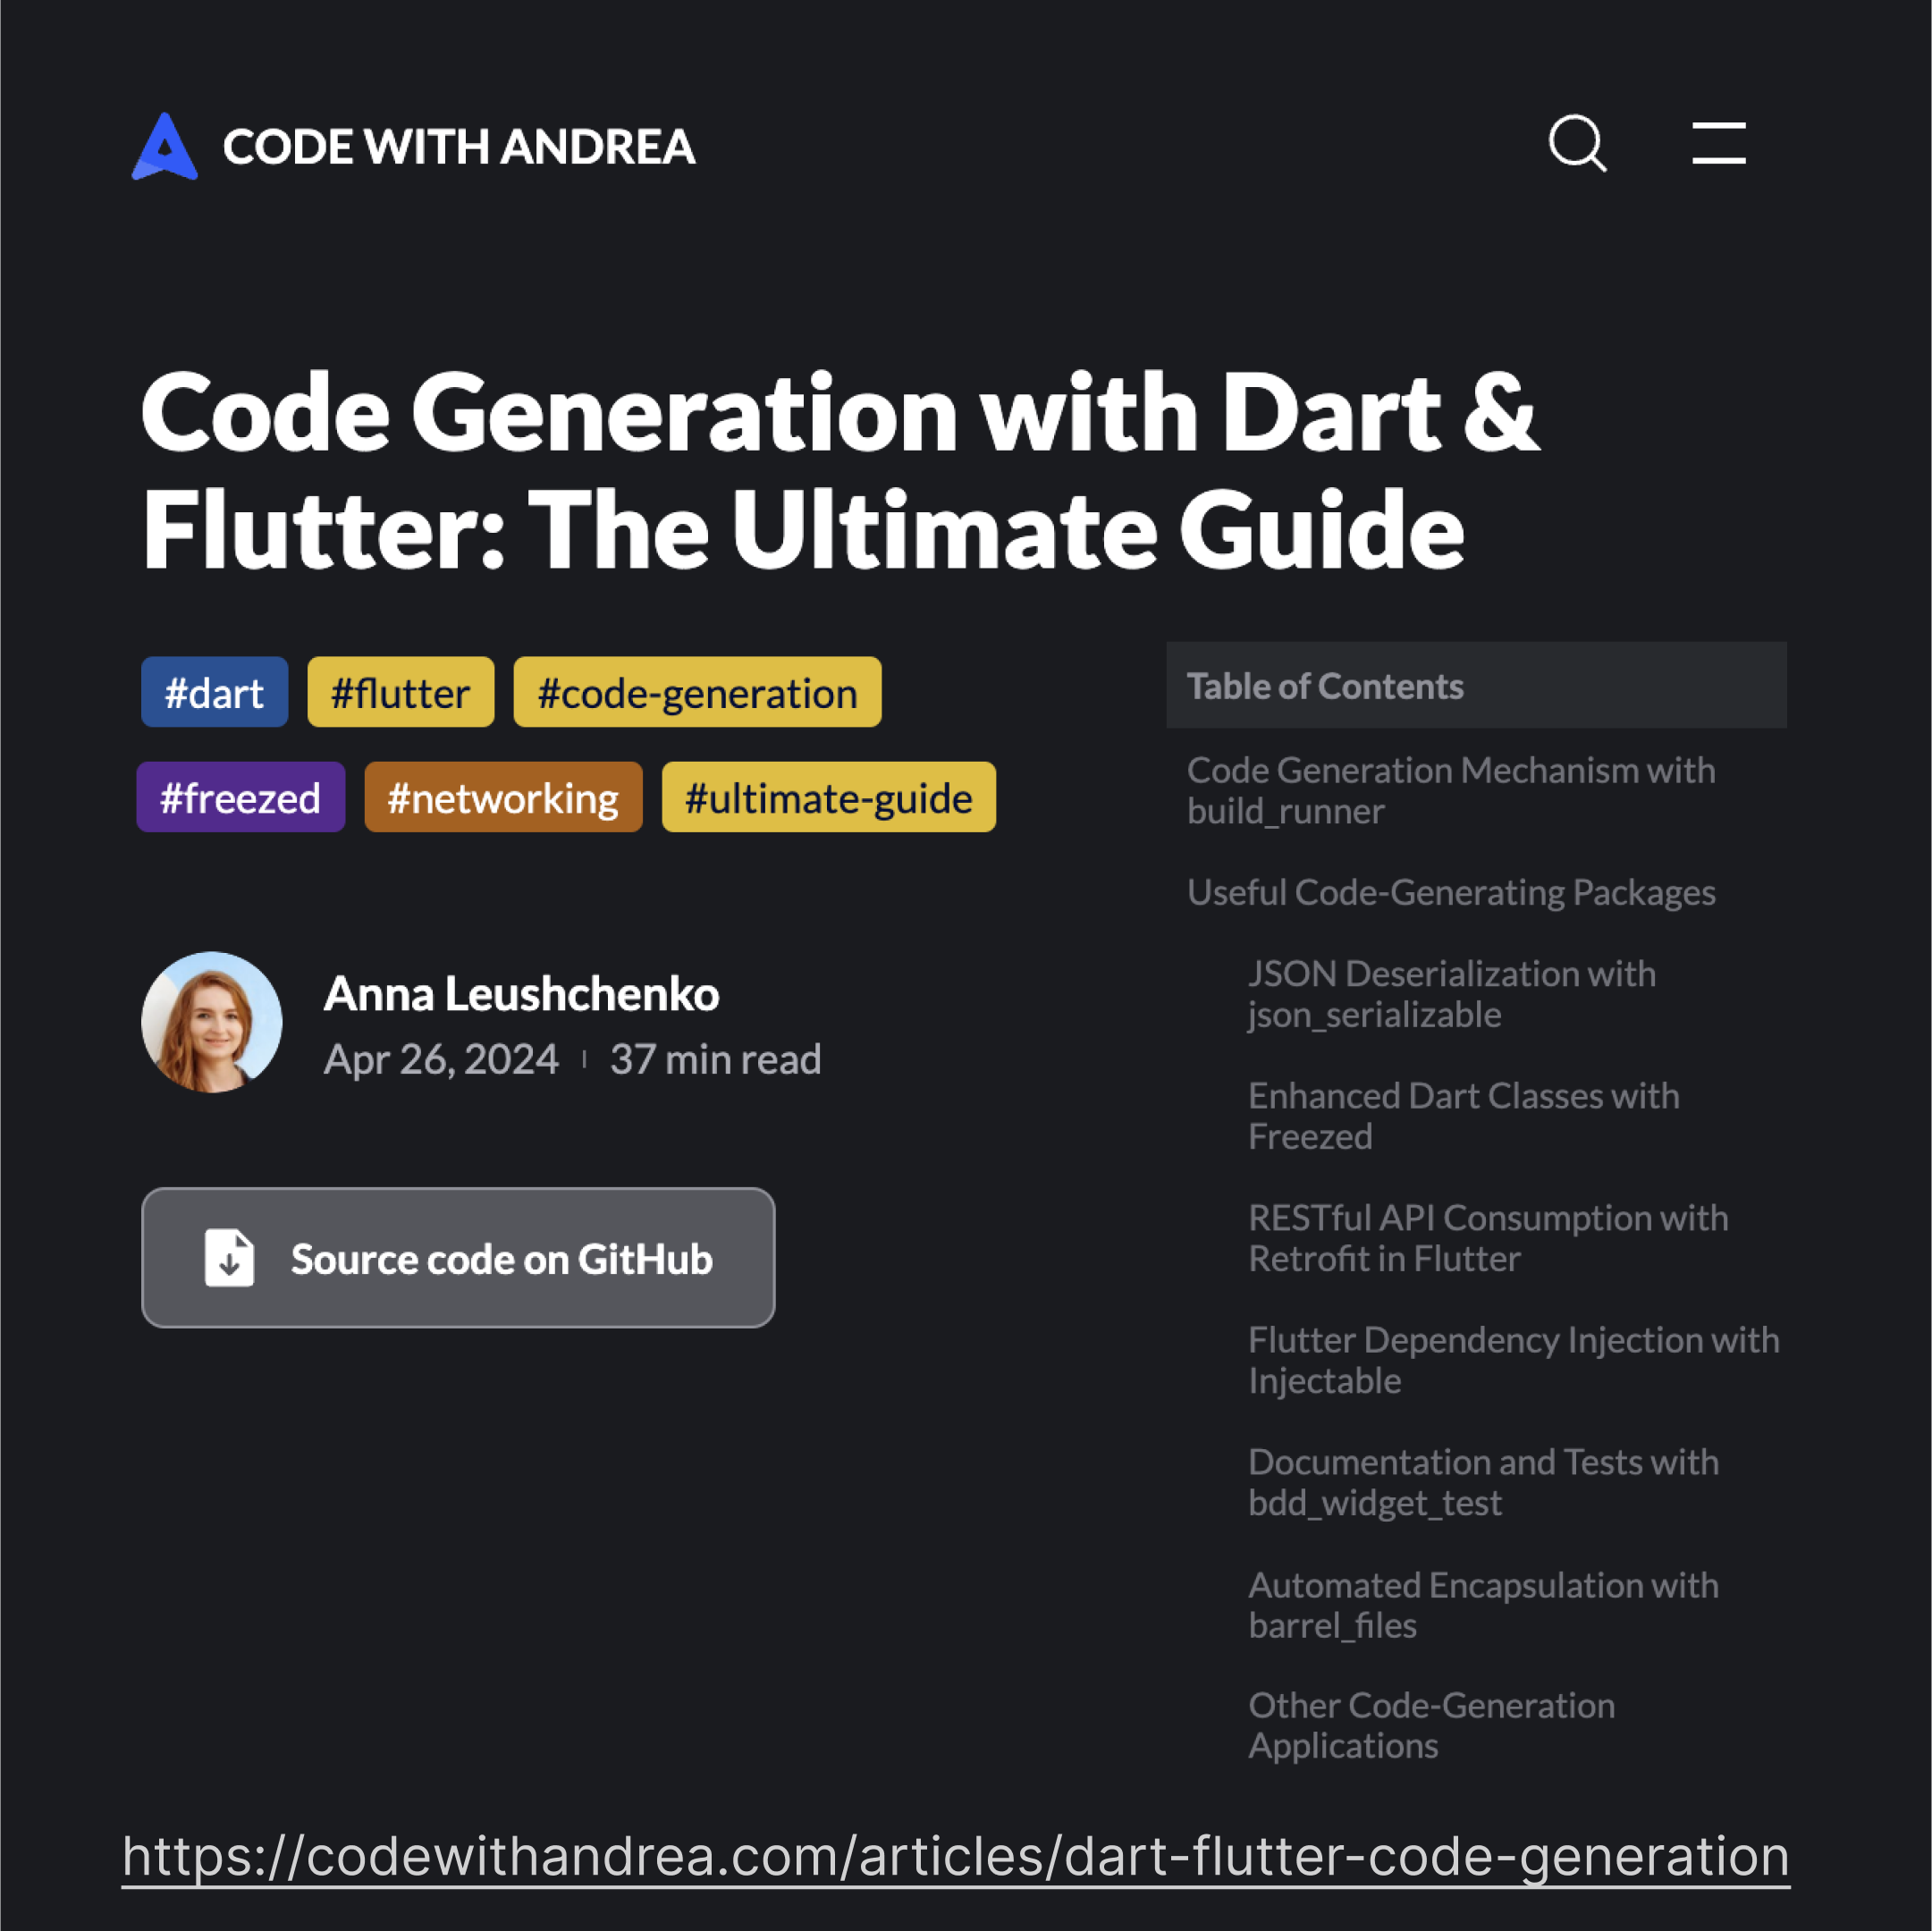 CODE WITH ANDREA
Code Generation with Dart &
Flutter: The Ultimate Guide
#dart #flutter #code-generation
#freezed #networking #ultimate-guide
Anna Leushchenko
Apr 26, 2024 | 37 min read
Source code on GitHub
Table of Contents
Code Generation Mechanism with
build_runner
Useful Code-Generating Packages
JSON Deserialization with
json_serializable
Enhanced Dart Classes with
Freezed
RESTful API Consumption with
Retrofit in Flutter
Flutter Dependency Injection with
Injectable
Documentation and Tests with
bdd_widget_test
Automated Encapsulation with
barrel_files
Other Code-Generation
Applications
https://codewithandrea.com/articles/dart-flutter-code-generation